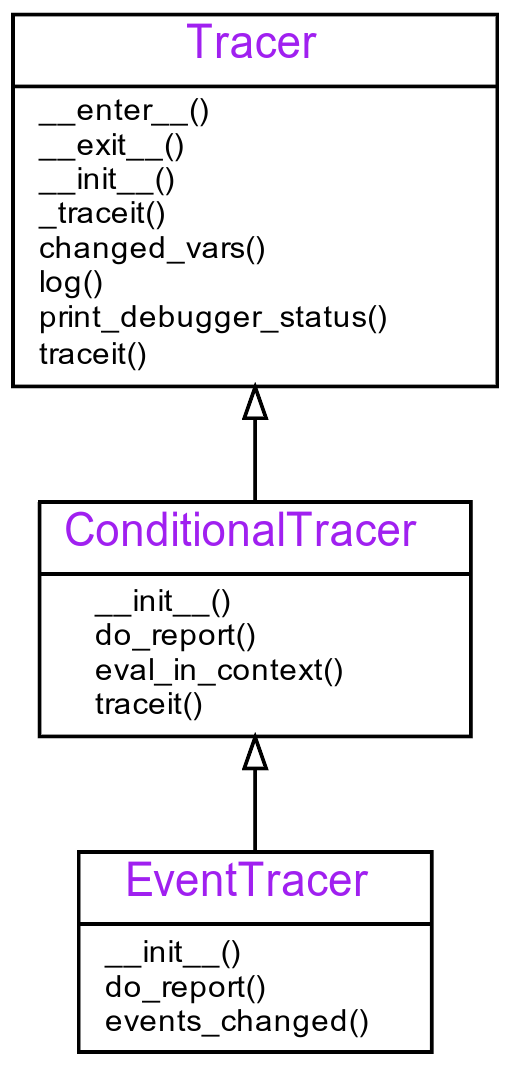 Tracer
__enter__()
__exit__()
__init__()
_traceit()
changed_vars()
log()
print_debugger_status()
traceit()
ConditionalTracer
__init__()
do_report()
eval_in_context()
traceit()
EventTracer
__init__()
do_report()
events_changed()